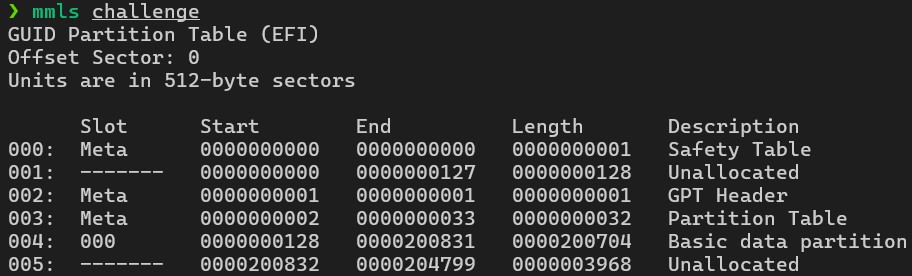 ❯ mmls challenge
GUID Partition Table (EFI)
Offset Sector: 0
Units are in 512-byte sectors

      Slot      Start        End          Length       Description
000:  Meta      0000000000   0000000000   0000000001   Safety Table
001:  -------   0000000000   0000000127   0000000128   Unallocated
002:  Meta      0000000001   0000000001   0000000001   GPT Header
003:  Meta      0000000002   0000000033   0000000032   Partition Table
004:  000       0000000128   0000200831   0000200704   Basic data partition
005:  -------   0000200832   0000204799   0000003968   Unallocated